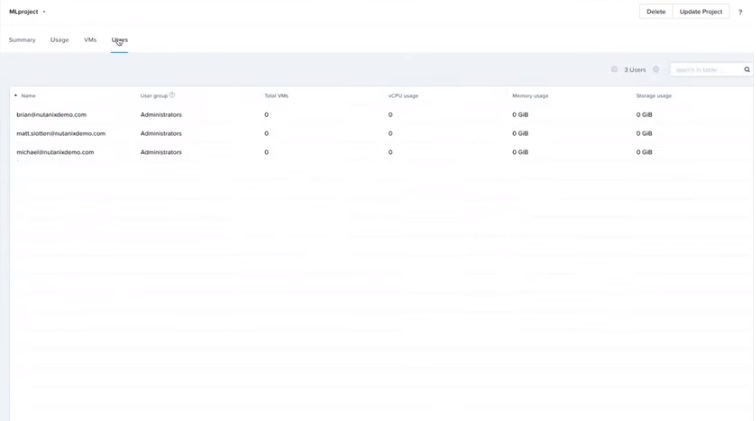 MLproject
Delete
Update Project
?
Summary
Usage
VMs
Users
3 Users
search in table
Name
User group
Total VMs
vCPU usage
Memory usage
Storage usage
brian@nutanixdemo.com
Administrators
0
0
0 GiB
0 GiB
matt.slotten@nutanixdemo.com
Administrators
0
0
0 GiB
0 GiB
michael@nutanixdemo.com
Administrators
0
0
0 GiB
0 GiB